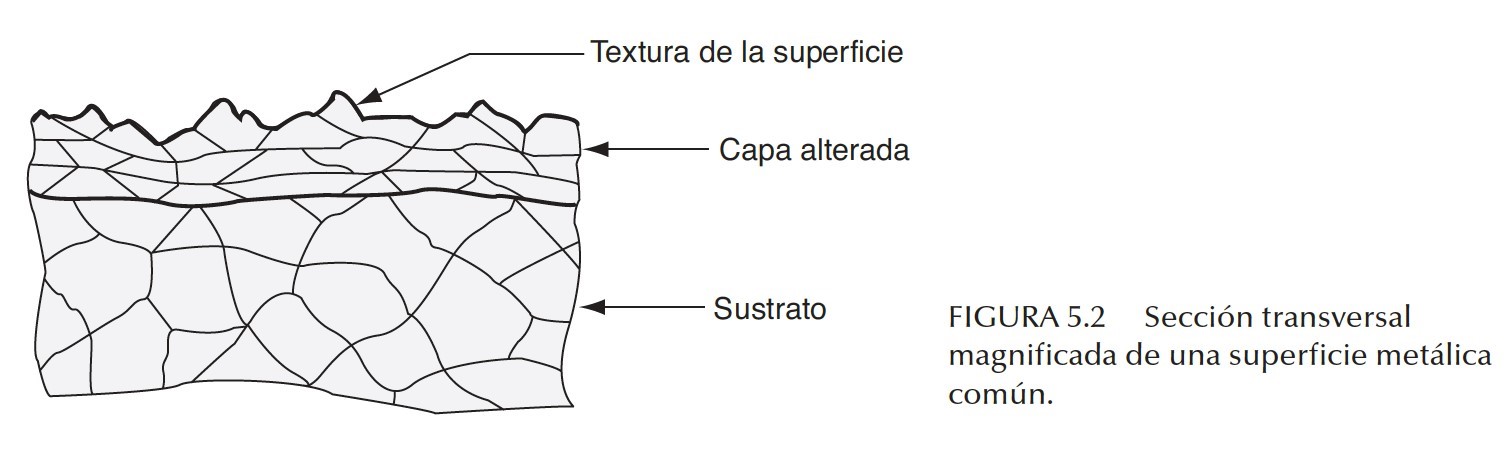 Textura de la superficie
Capa alterada
Sustrato
FIGURA 5.2 Sección transversal
magnificada de una superficie metálica
común.